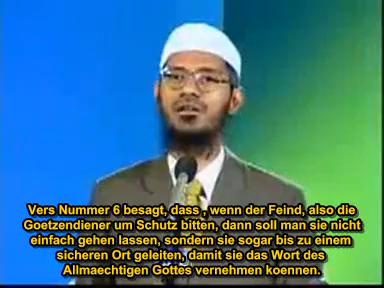 Vers Nummer 6 besagt, dass , wenn der Feind, also die
Goetzendiener um Schutz bitten, dann soll man sie nicht
einfach gehen lassen, sondern sie sogar bis zu einem
sicheren Ort geleiten, damit sie das Wort des
Allmaechtigen Gottes vernehmen koennen.